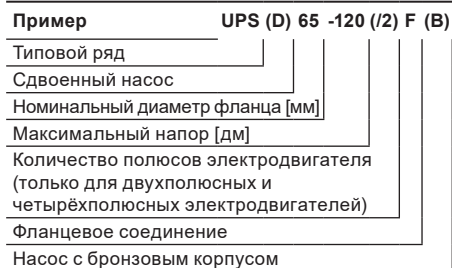 Пример UPS (D) 65 -120 (/2) F (B)
Типовой ряд
Сдвоенный насос
Номинальный диаметр фланца [мм]
Максимальный напор [дм]
Количество полюсов электродвигателя
(только для двухполюсных и
четырёхполюсных электродвигателей)
Фланцевое соединение
Насос с бронзовым корпусом